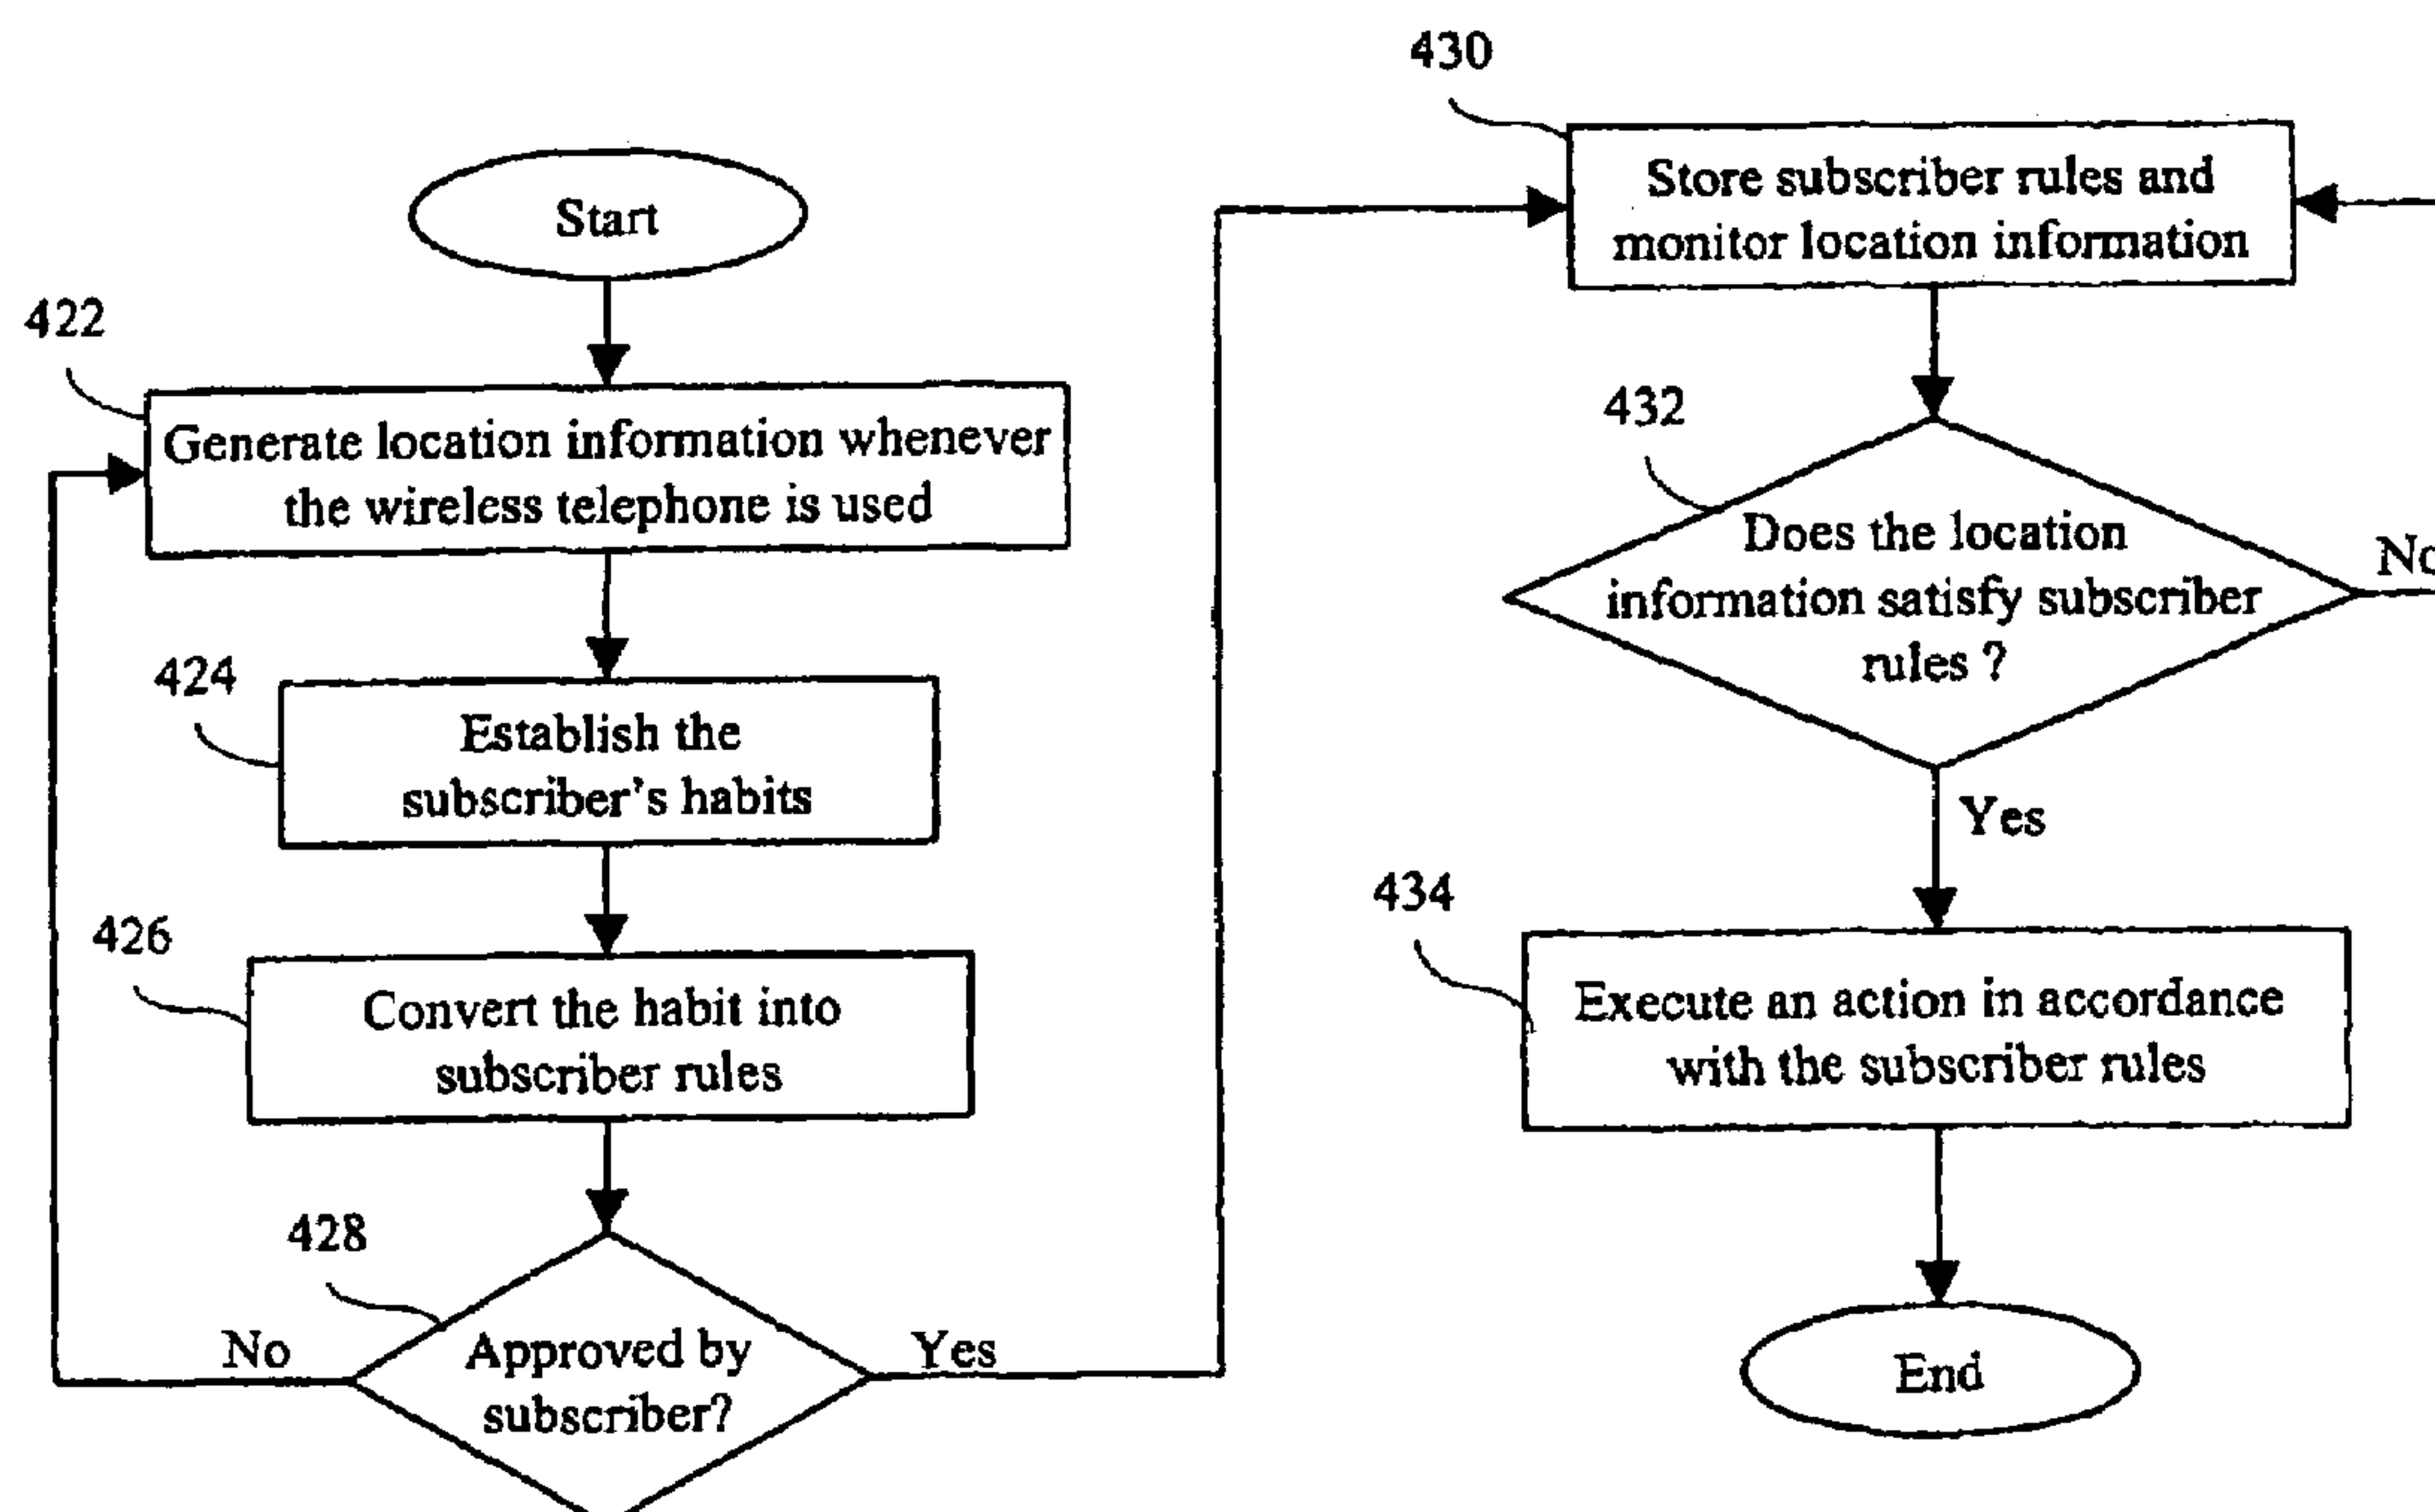 Start
422
Generate location information whenever
the wireless telephone is used
424
Establish the
subscriber's habits
426
Convert the habit into
subscriber rules
428
Approved by
subscriber?
No
Yes
430
Store subscriber rules and
monitor location information
432
Does the location
information satisfy subscriber
rules ?
No
Yes
434
Execute an action in accordance
with the subscriber rules
End